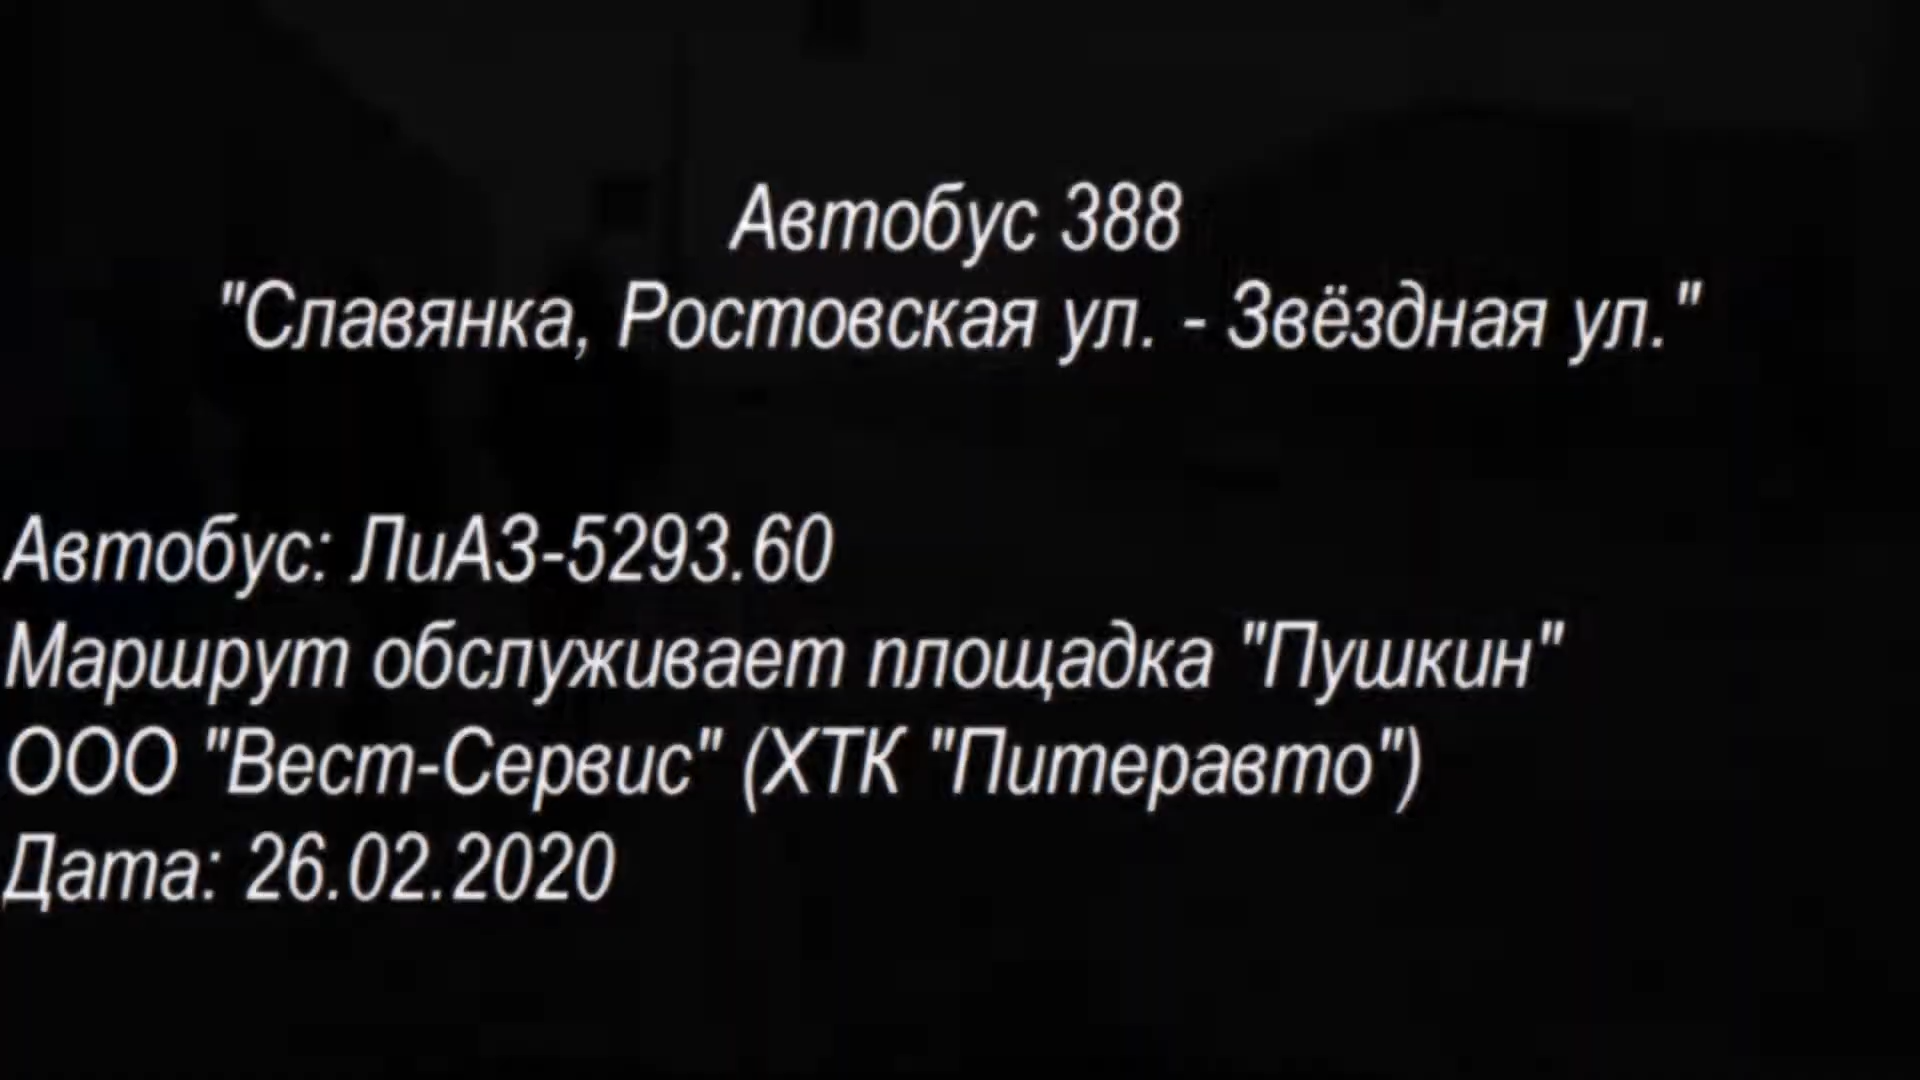 Автобус 388
"Славянка, Ростовская ул. - Звёздная ул."
Автобус: ЛиАЗ-5293.60
Маршрут обслуживает площадка "Пушкин"
ООО "Вест-Сервис" (ХТК "Питеравто")
Дата: 26.02.2020